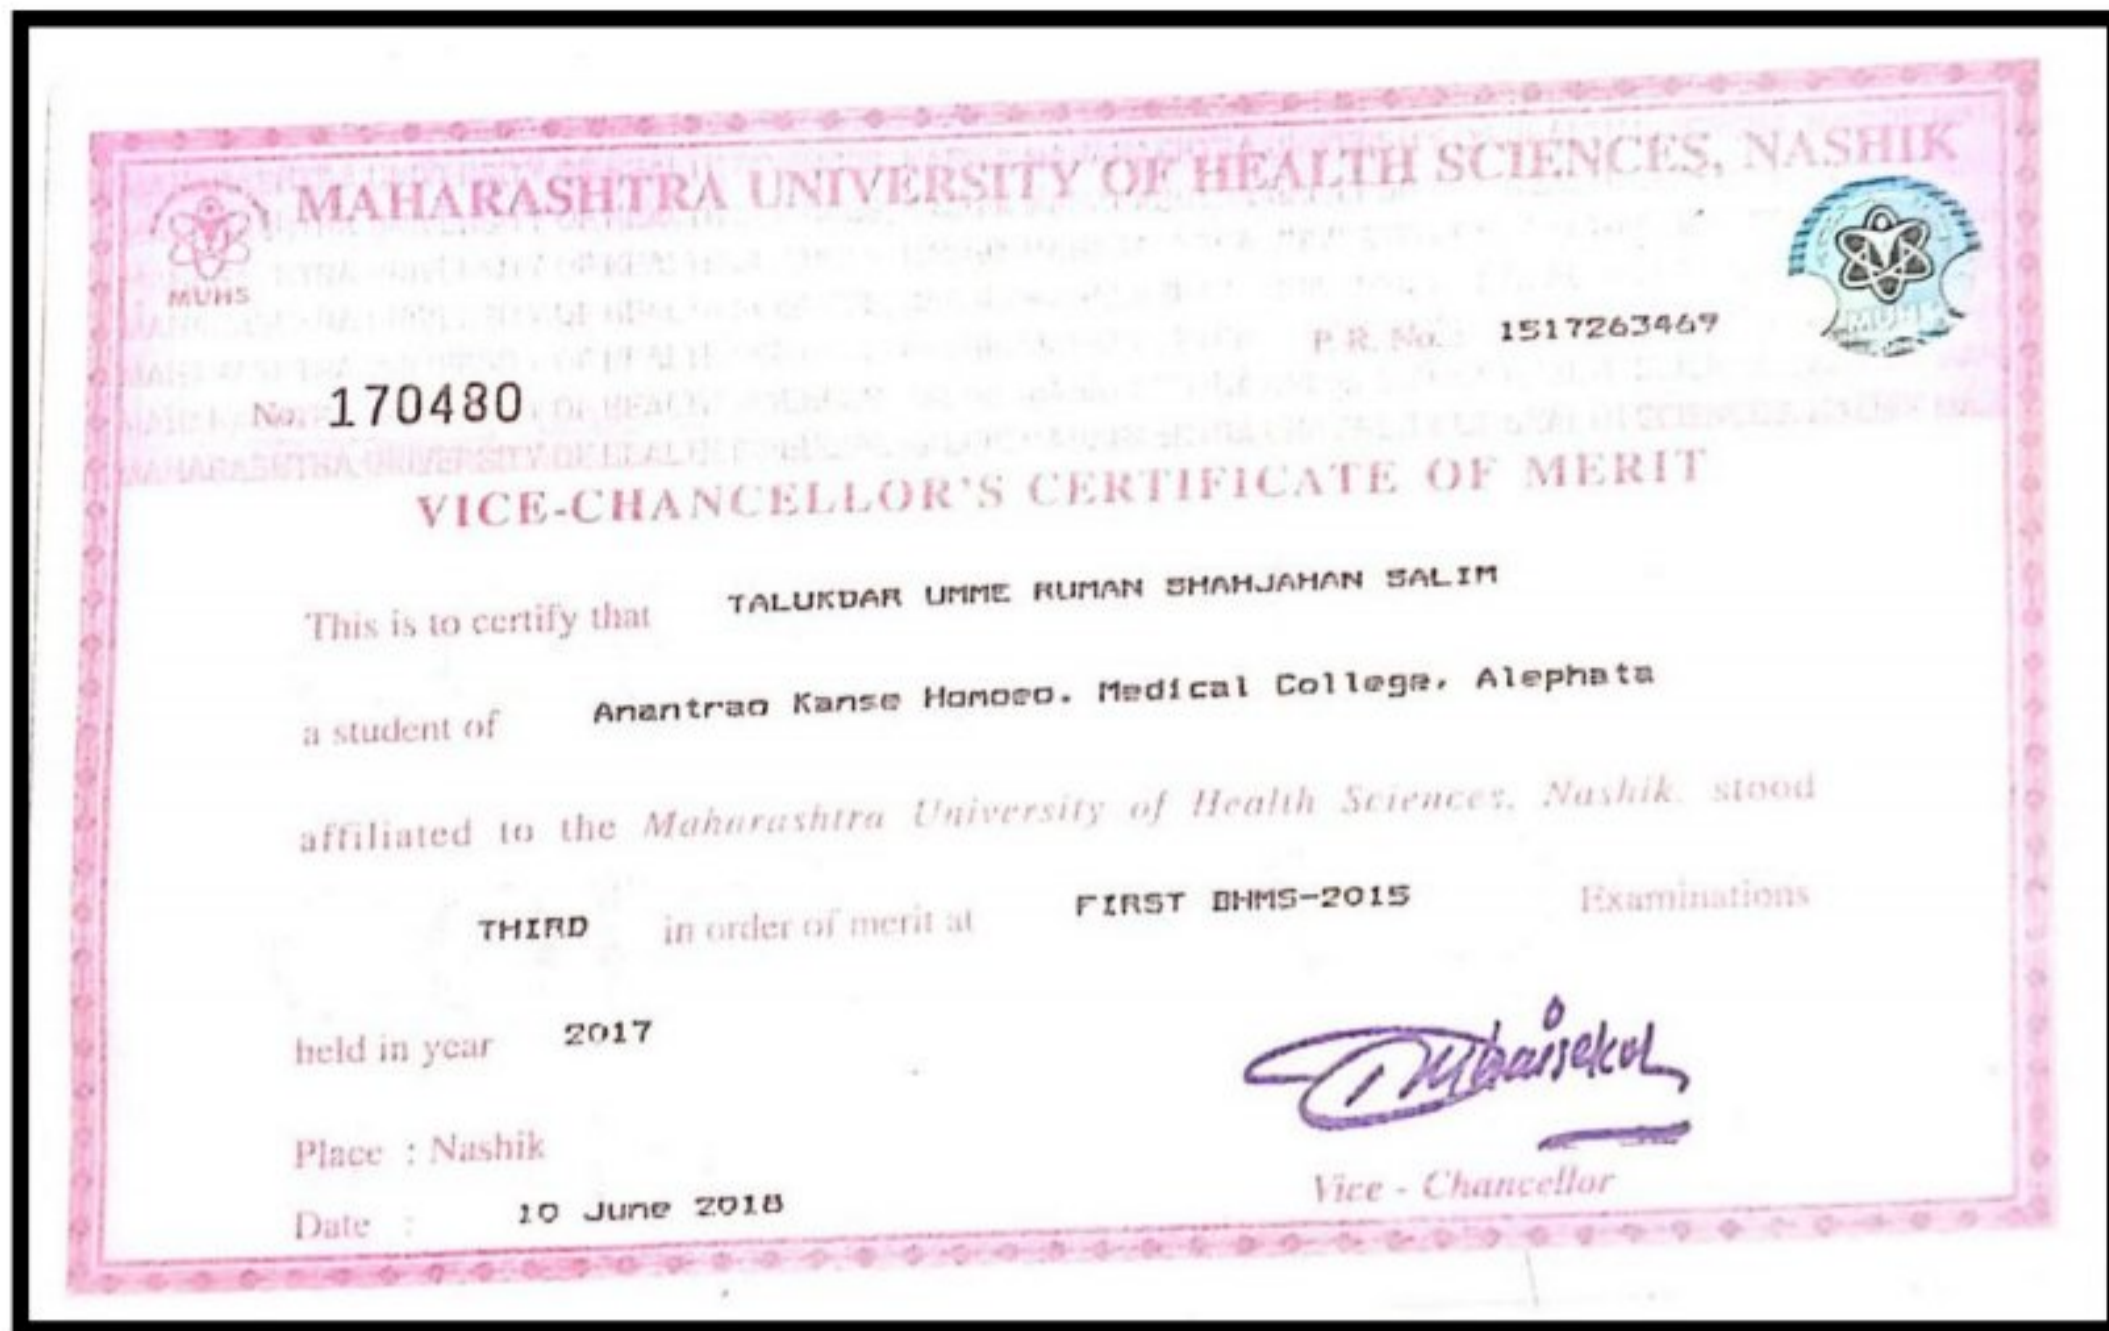 MAHARASHTRA UNIVERSITY OF HEALTH SCIENCES, NASHIK
MUHS
MUHS
P. R. No. : 1517263469
No. 170480
VICE-CHANCELLOR'S CERTIFICATE OF MERIT
This is to certify that TALUKDAR UMME RUMAN SHAHJAHAN SALIM
a student of Anantrao Kanse Homoeo. Medical College, Alephata
affiliated to the Maharashtra University of Health Sciences, Nashik. stood
THIRD in order of merit at FIRST BHMS-2015 Examinations
held in year 2017
Place : Nashik
Vice - Chancellor
Date : 10 June 2018